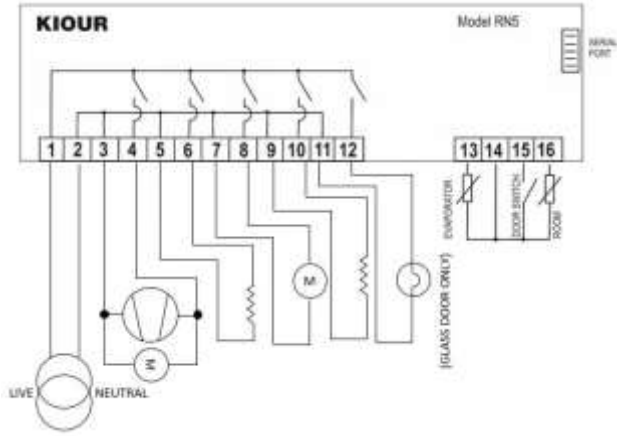 KIOUR
Model RN5
SERIAL
PORT
1 2 3 4 5 6 7 8 9 10 11 12
13 14 15 16
EVAPORATOR
DOOR SWITCH
ROOM
M
M
(GLASS DOOR ONLY)
LIVE
NEUTRAL